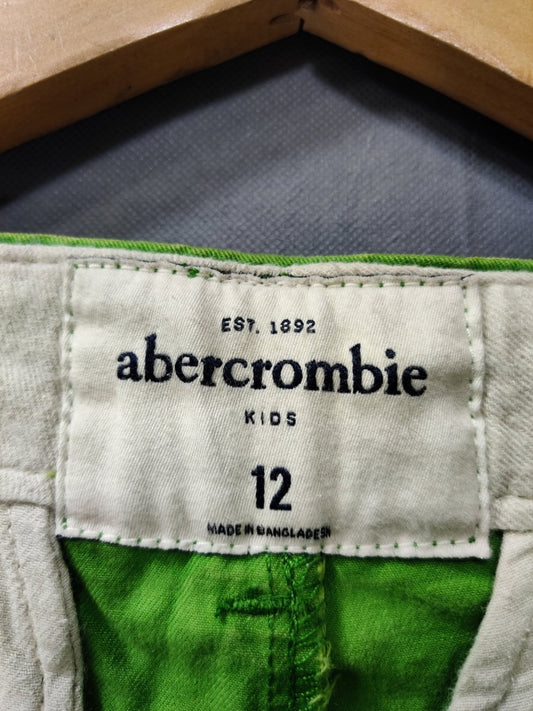 EST. 1892
abercrombie
KIDS
12
MADE IN BANGLADESH